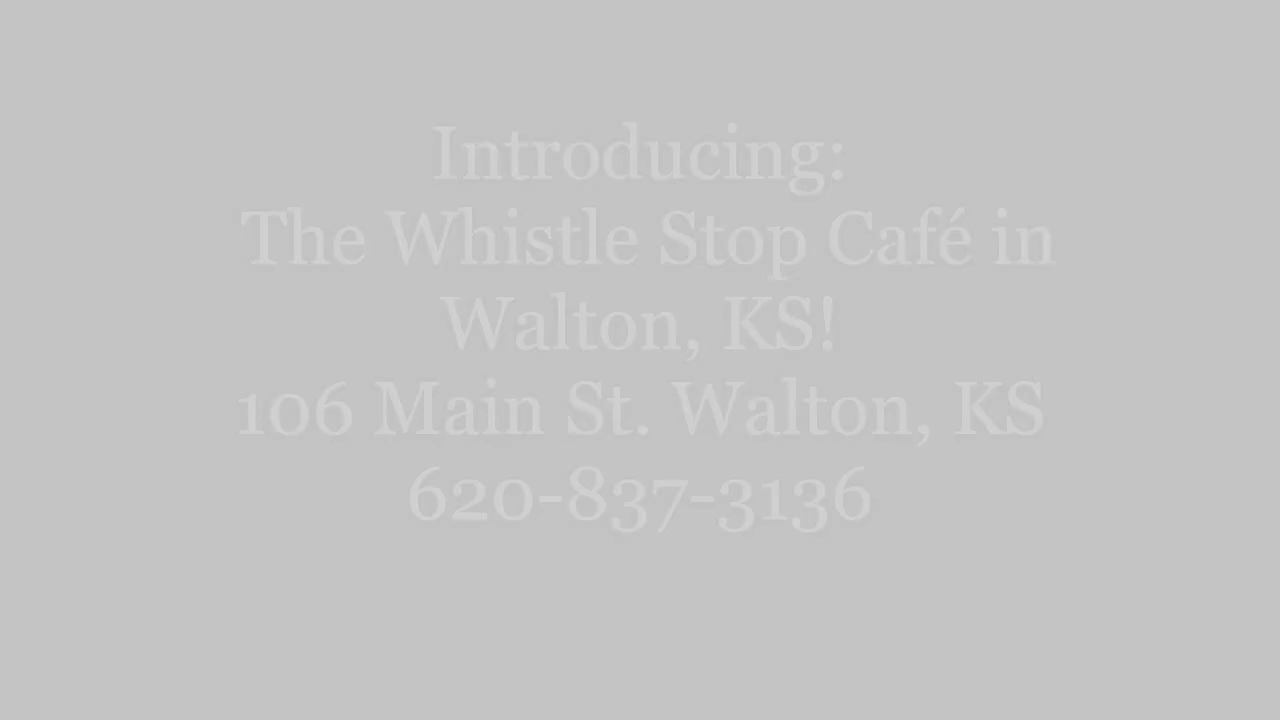 Introducing:
The Whistle Stop Café in
Walton, KS!
106 Main St. Walton, KS
620-837-3136